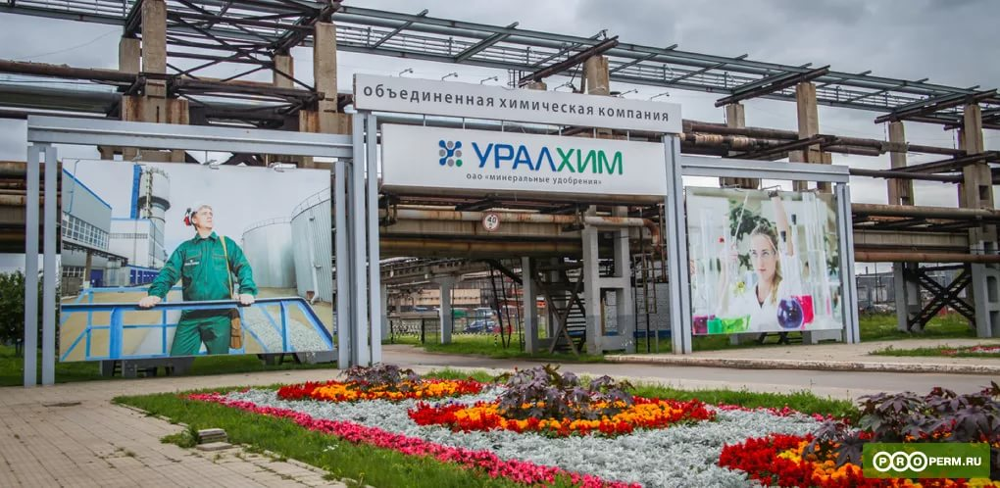 объединенная химическая компания
УРАЛХИМ
оао «минеральные удобрения»
40
PROPERM.RU